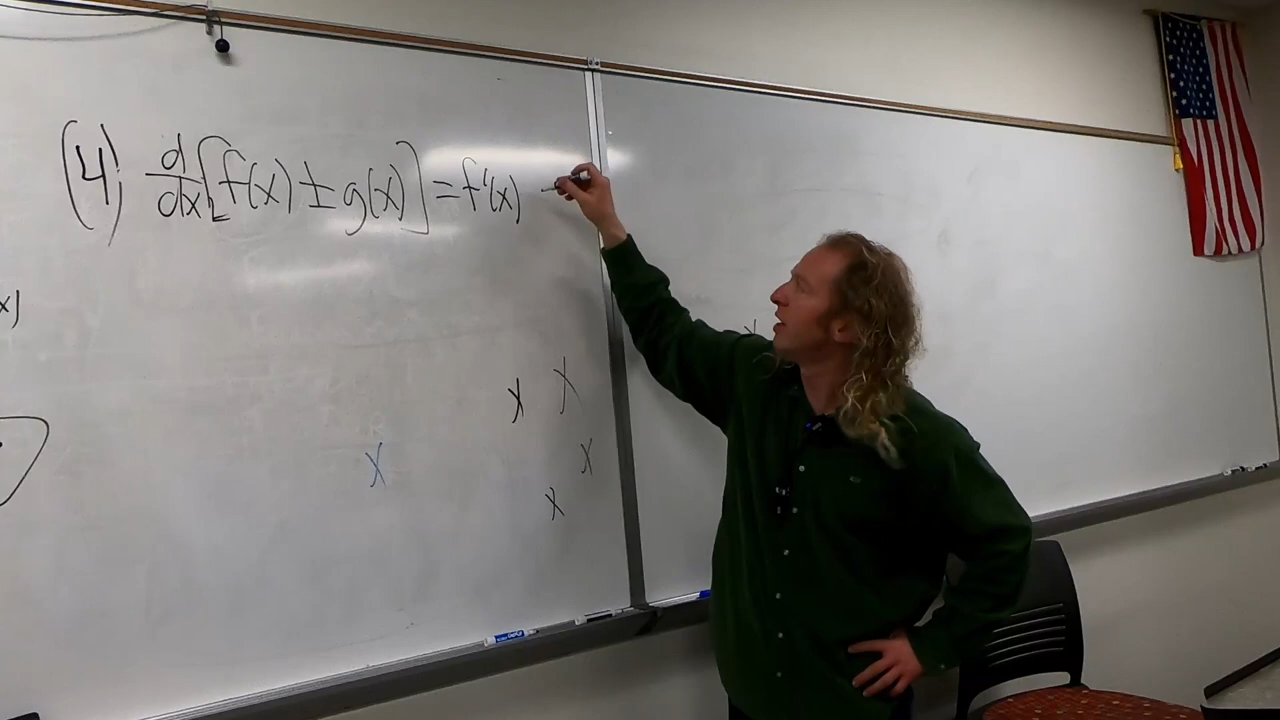 (4) d/dx[f(x) ± g(x)] = f'(x) -
x)
x x
x
x
x